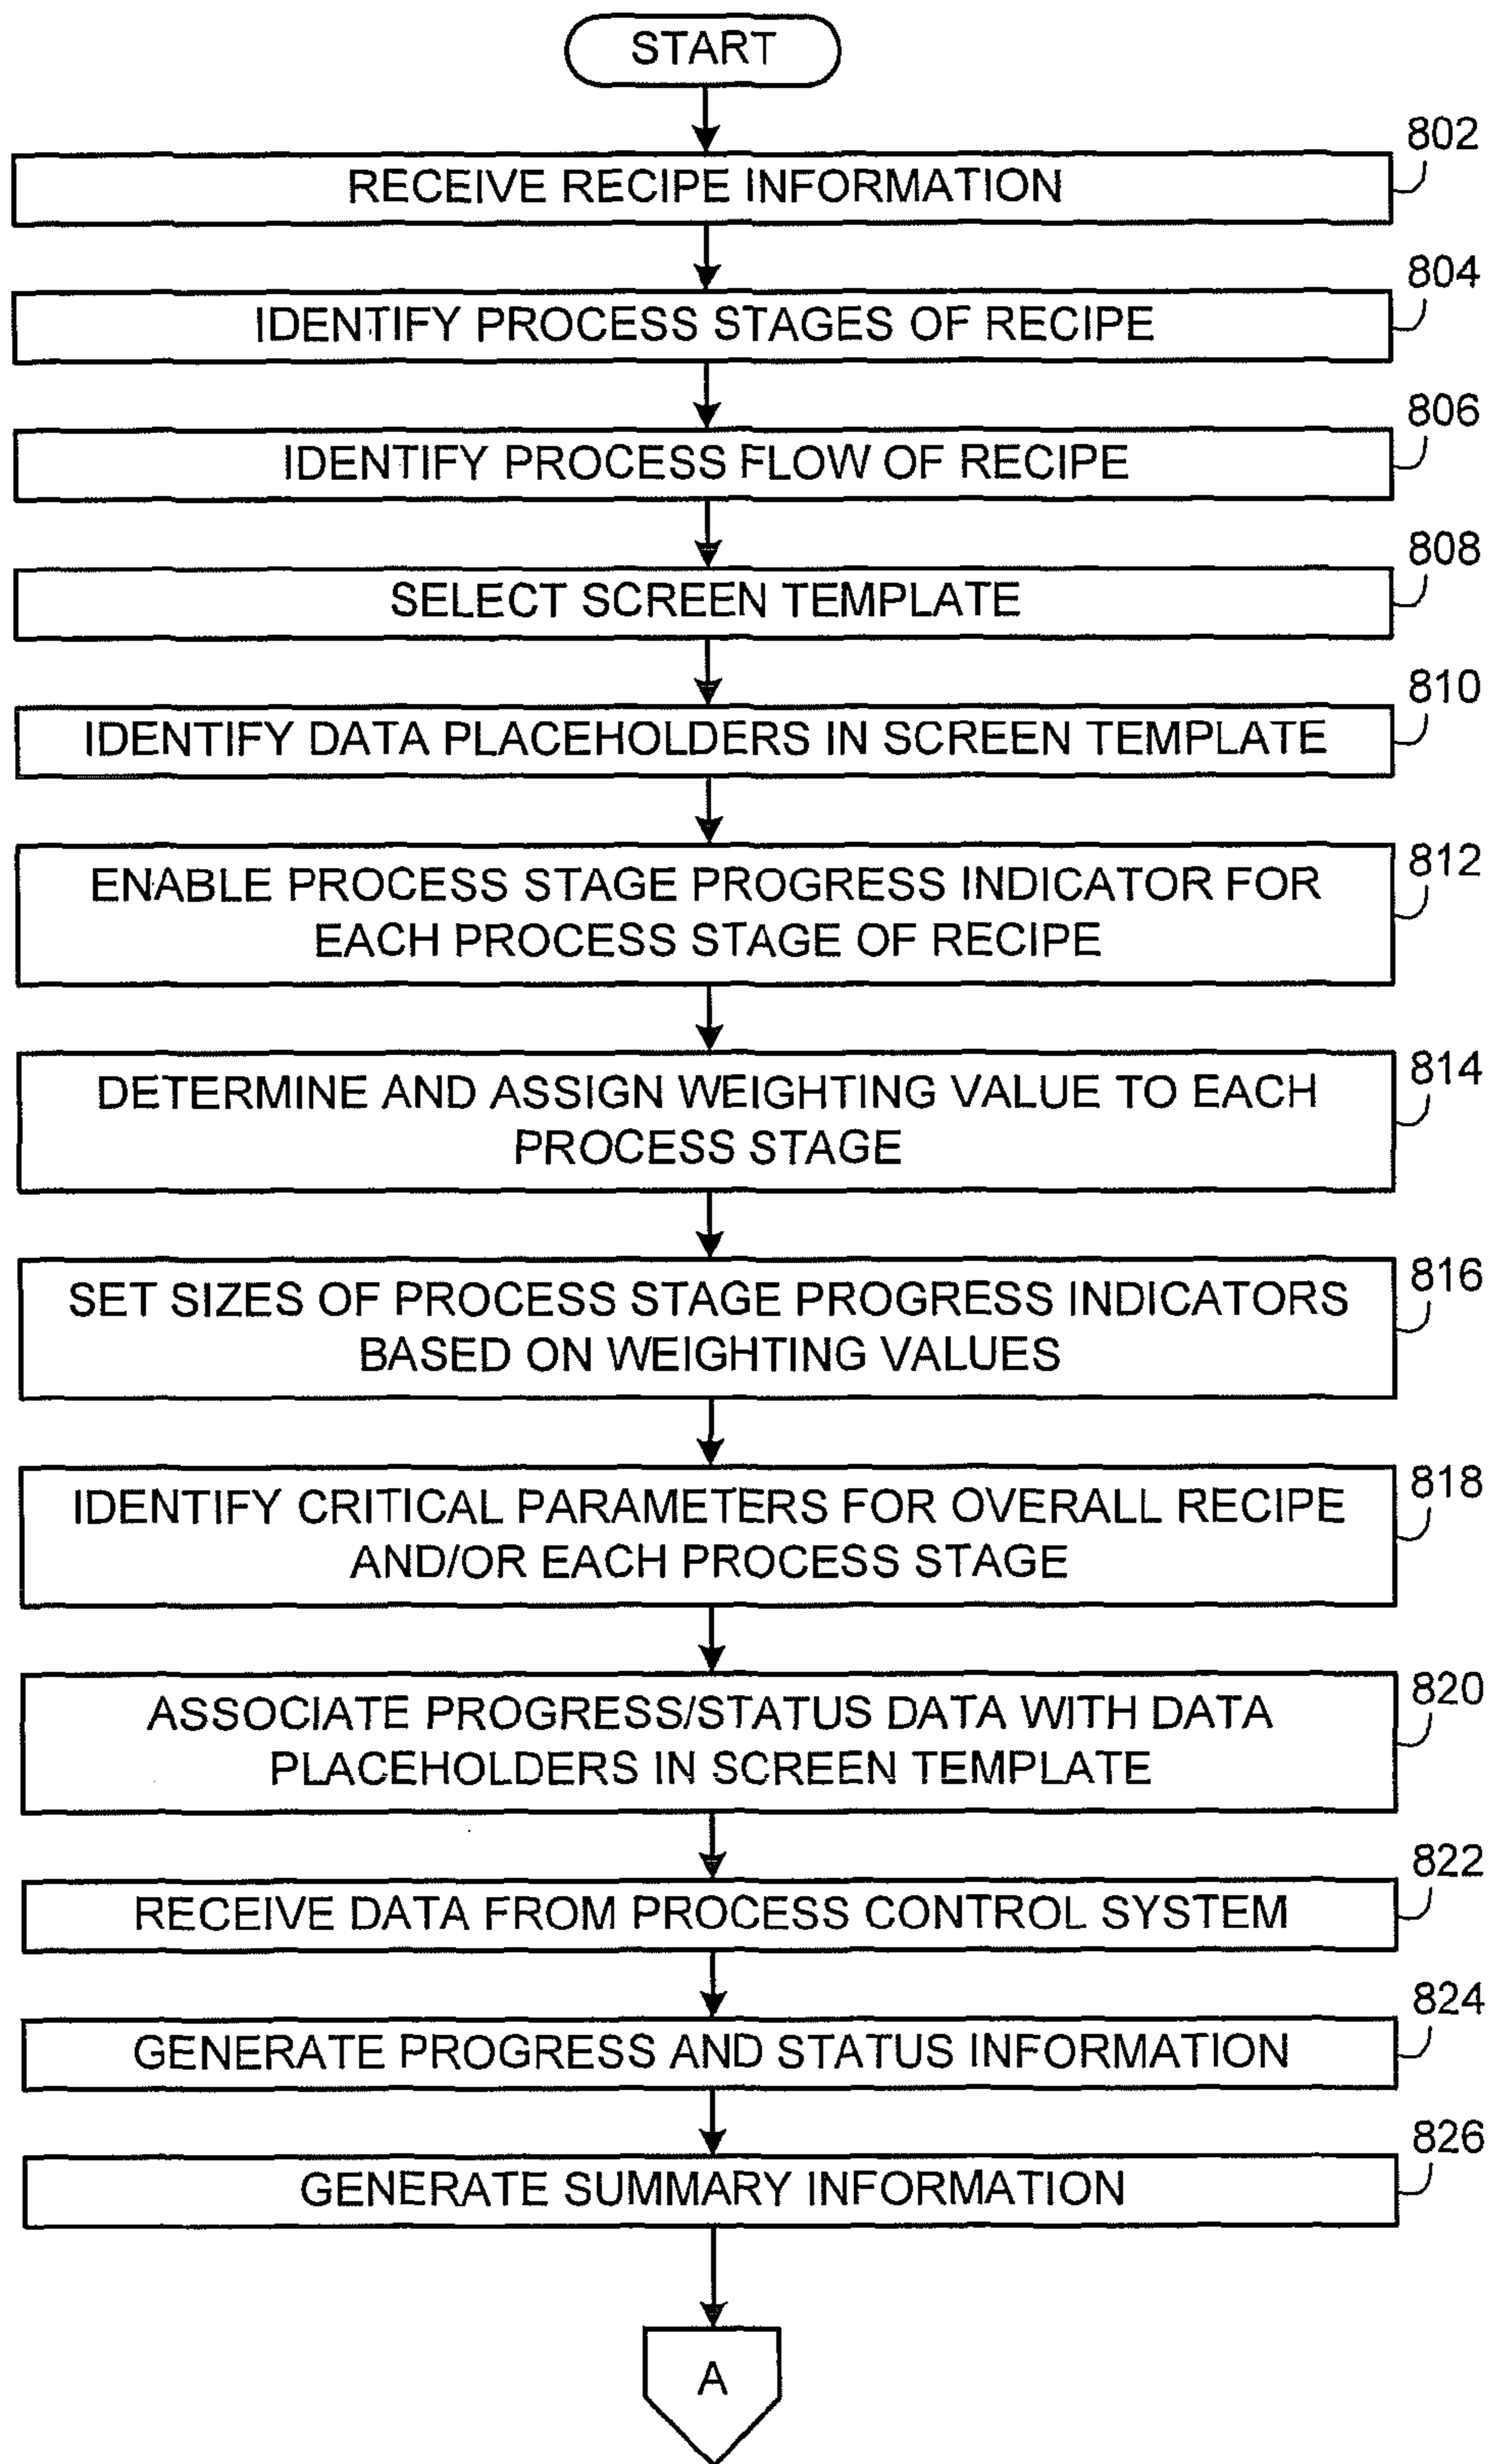 START
802
RECEIVE RECIPE INFORMATION
804
IDENTIFY PROCESS STAGES OF RECIPE
806
IDENTIFY PROCESS FLOW OF RECIPE
808
SELECT SCREEN TEMPLATE
810
IDENTIFY DATA PLACEHOLDERS IN SCREEN TEMPLATE
812
ENABLE PROCESS STAGE PROGRESS INDICATOR FOR
EACH PROCESS STAGE OF RECIPE
814
DETERMINE AND ASSIGN WEIGHTING VALUE TO EACH
PROCESS STAGE
816
SET SIZES OF PROCESS STAGE PROGRESS INDICATORS
BASED ON WEIGHTING VALUES
818
IDENTIFY CRITICAL PARAMETERS FOR OVERALL RECIPE
AND/OR EACH PROCESS STAGE
820
ASSOCIATE PROGRESS/STATUS DATA WITH DATA
PLACEHOLDERS IN SCREEN TEMPLATE
822
RECEIVE DATA FROM PROCESS CONTROL SYSTEM
824
GENERATE PROGRESS AND STATUS INFORMATION
826
GENERATE SUMMARY INFORMATION
A